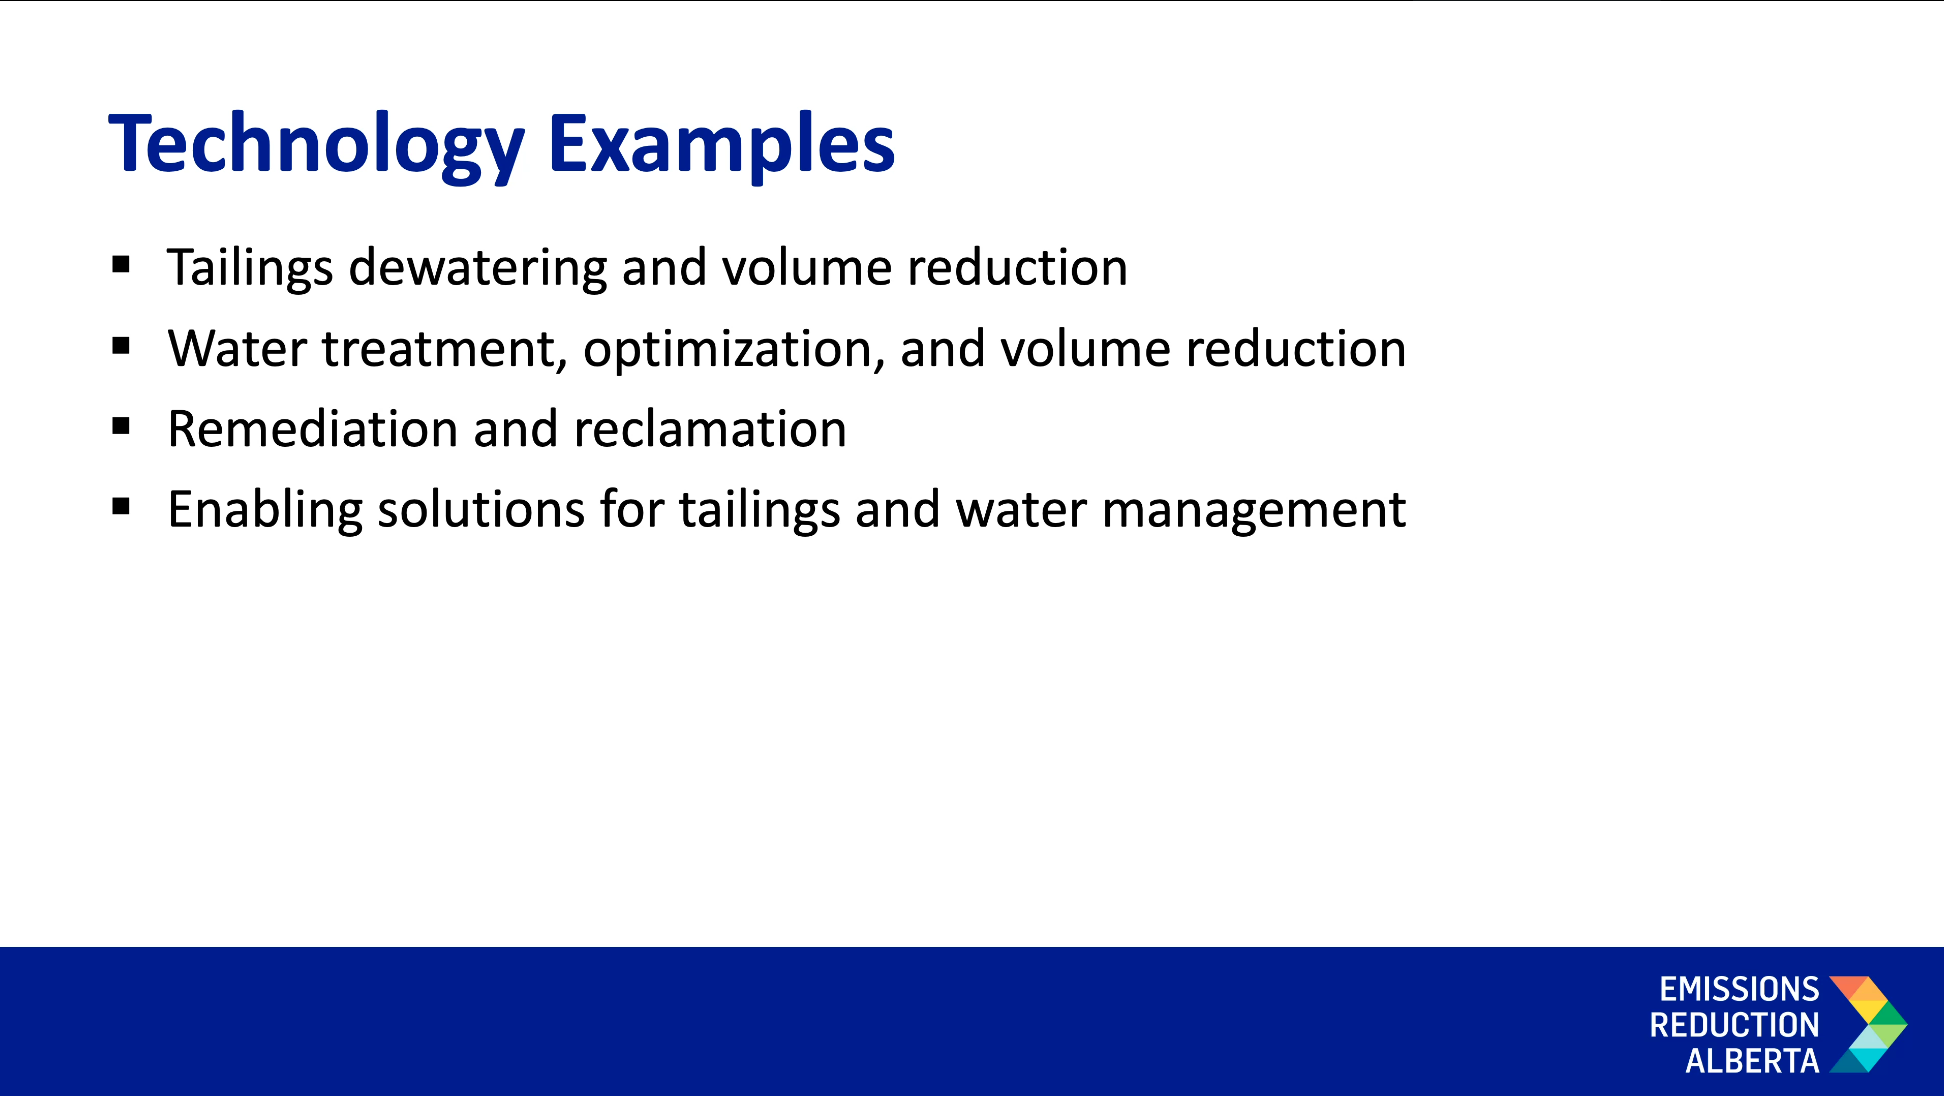 Technology Examples
▪ Tailings dewatering and volume reduction
▪ Water treatment, optimization, and volume reduction
▪ Remediation and reclamation
▪ Enabling solutions for tailings and water management
EMISSIONS
REDUCTION
ALBERTA